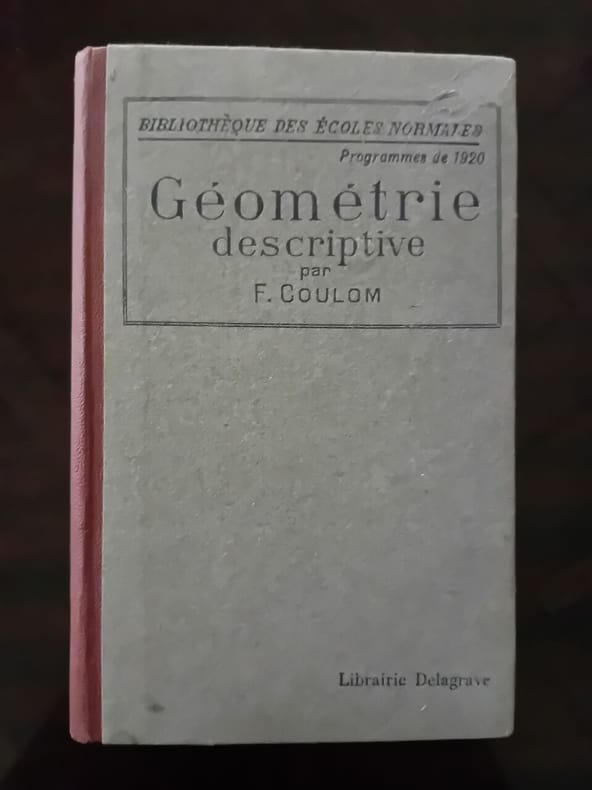 BIBLIOTHÈQUE DES ÉCOLES NORMALES
Programmes de 1920
Géométrie
descriptive
par
F. COULOM
Librairie Delagrave